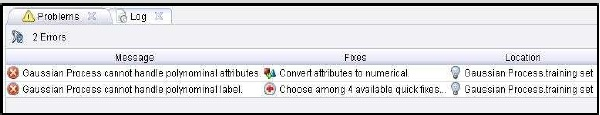 Problems Log
2 Errors
Message Fixes Location
Gaussian Process cannot handle polynominal attributes. Convert attributes to numerical. Gaussian Process.training set
Gaussian Process cannot handle polynominal label. Choose among 4 available quick fixes... Gaussian Process.training set